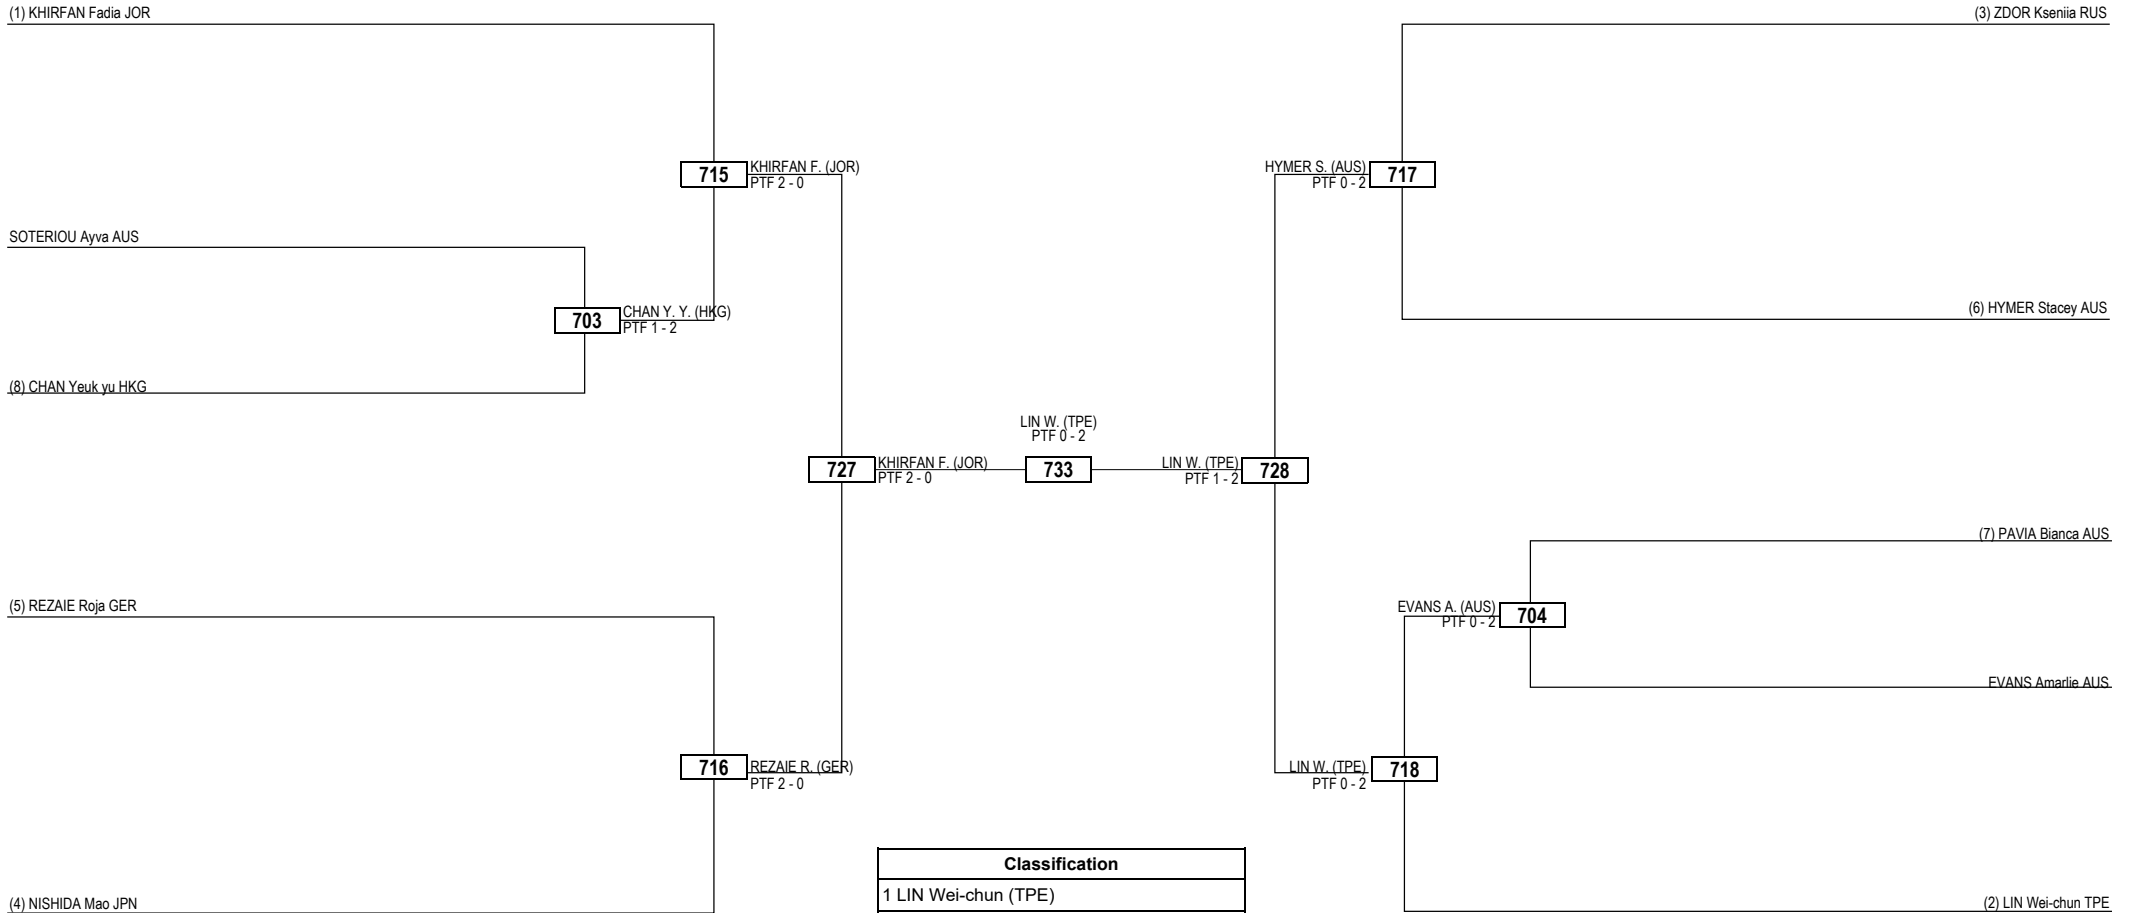 (1) KHIRFAN Fadia JOR
(3) ZDOR Kseniia RUS
715
KHIRFAN F. (JOR)
PTF 2 - 0
HYMER S. (AUS)
PTF 0 - 2
717
SOTERIOU Ayva AUS
703
CHAN Y. Y. (HKG)
PTF 1 - 2
(6) HYMER Stacey AUS
(8) CHAN Yeuk yu HKG
LIN W. (TPE)
PTF 0 - 2
727
KHIRFAN F. (JOR)
PTF 2 - 0
733
LIN W. (TPE)
PTF 1 - 2
728
(7) PAVIA Bianca AUS
(5) REZAIE Roja GER
EVANS A. (AUS)
PTF 0 - 2
704
EVANS Amarlie AUS
716
REZAIE R. (GER)
PTF 2 - 0
LIN W. (TPE)
PTF 0 - 2
718
Classification
1 LIN Wei-chun (TPE)
(4) NISHIDA Mao JPN
(2) LIN Wei-chun TPE